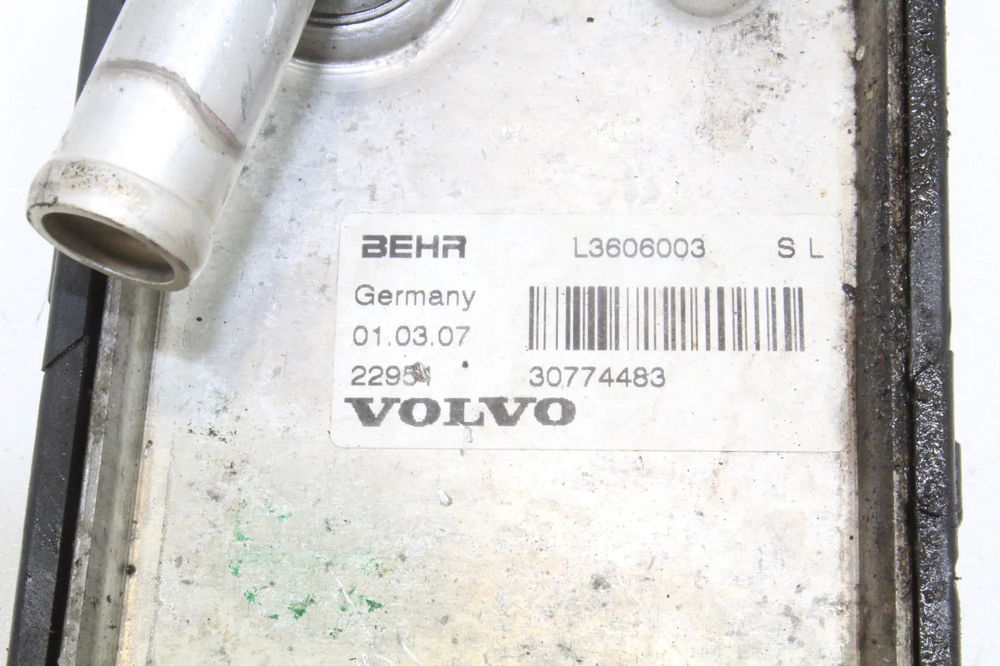 BEHR L3606003 S L
Germany
01.03.07
30774483
VOLVO